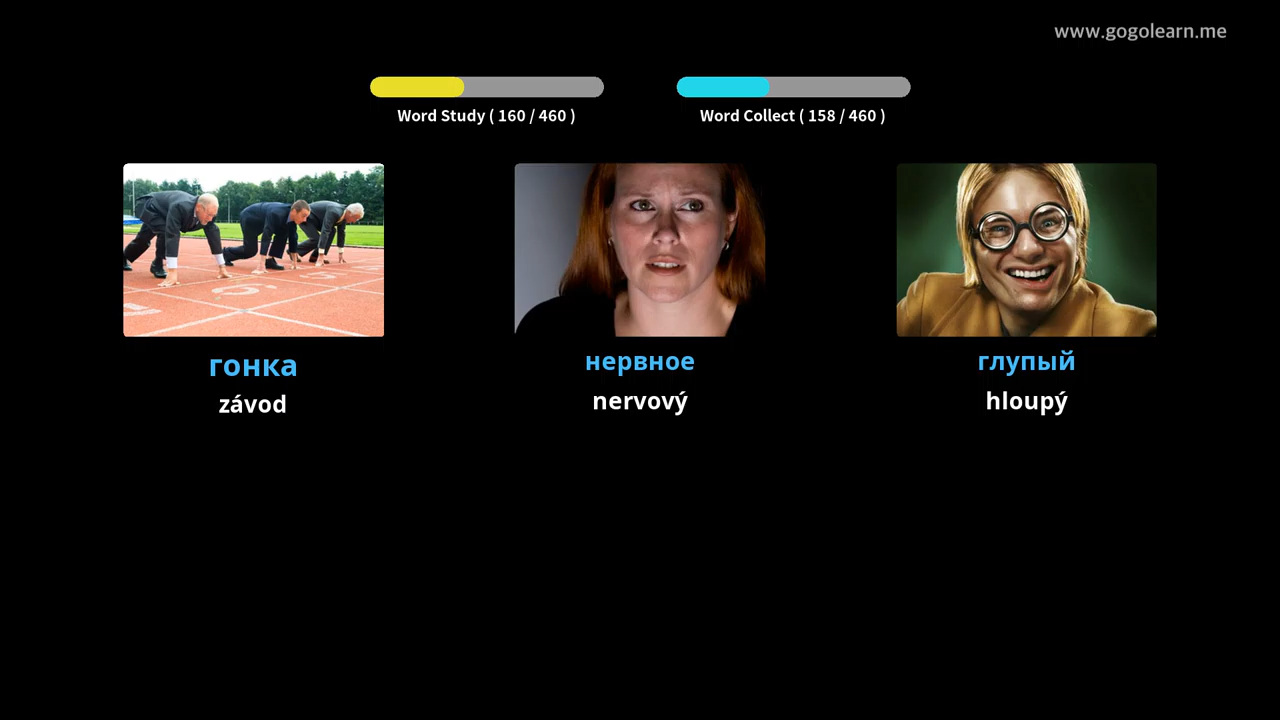 www.gogolearn.me
Word Study ( 160 / 460 )
Word Collect ( 158 / 460 )
гонка
нервное
глупый
závod
nervový
hloupý